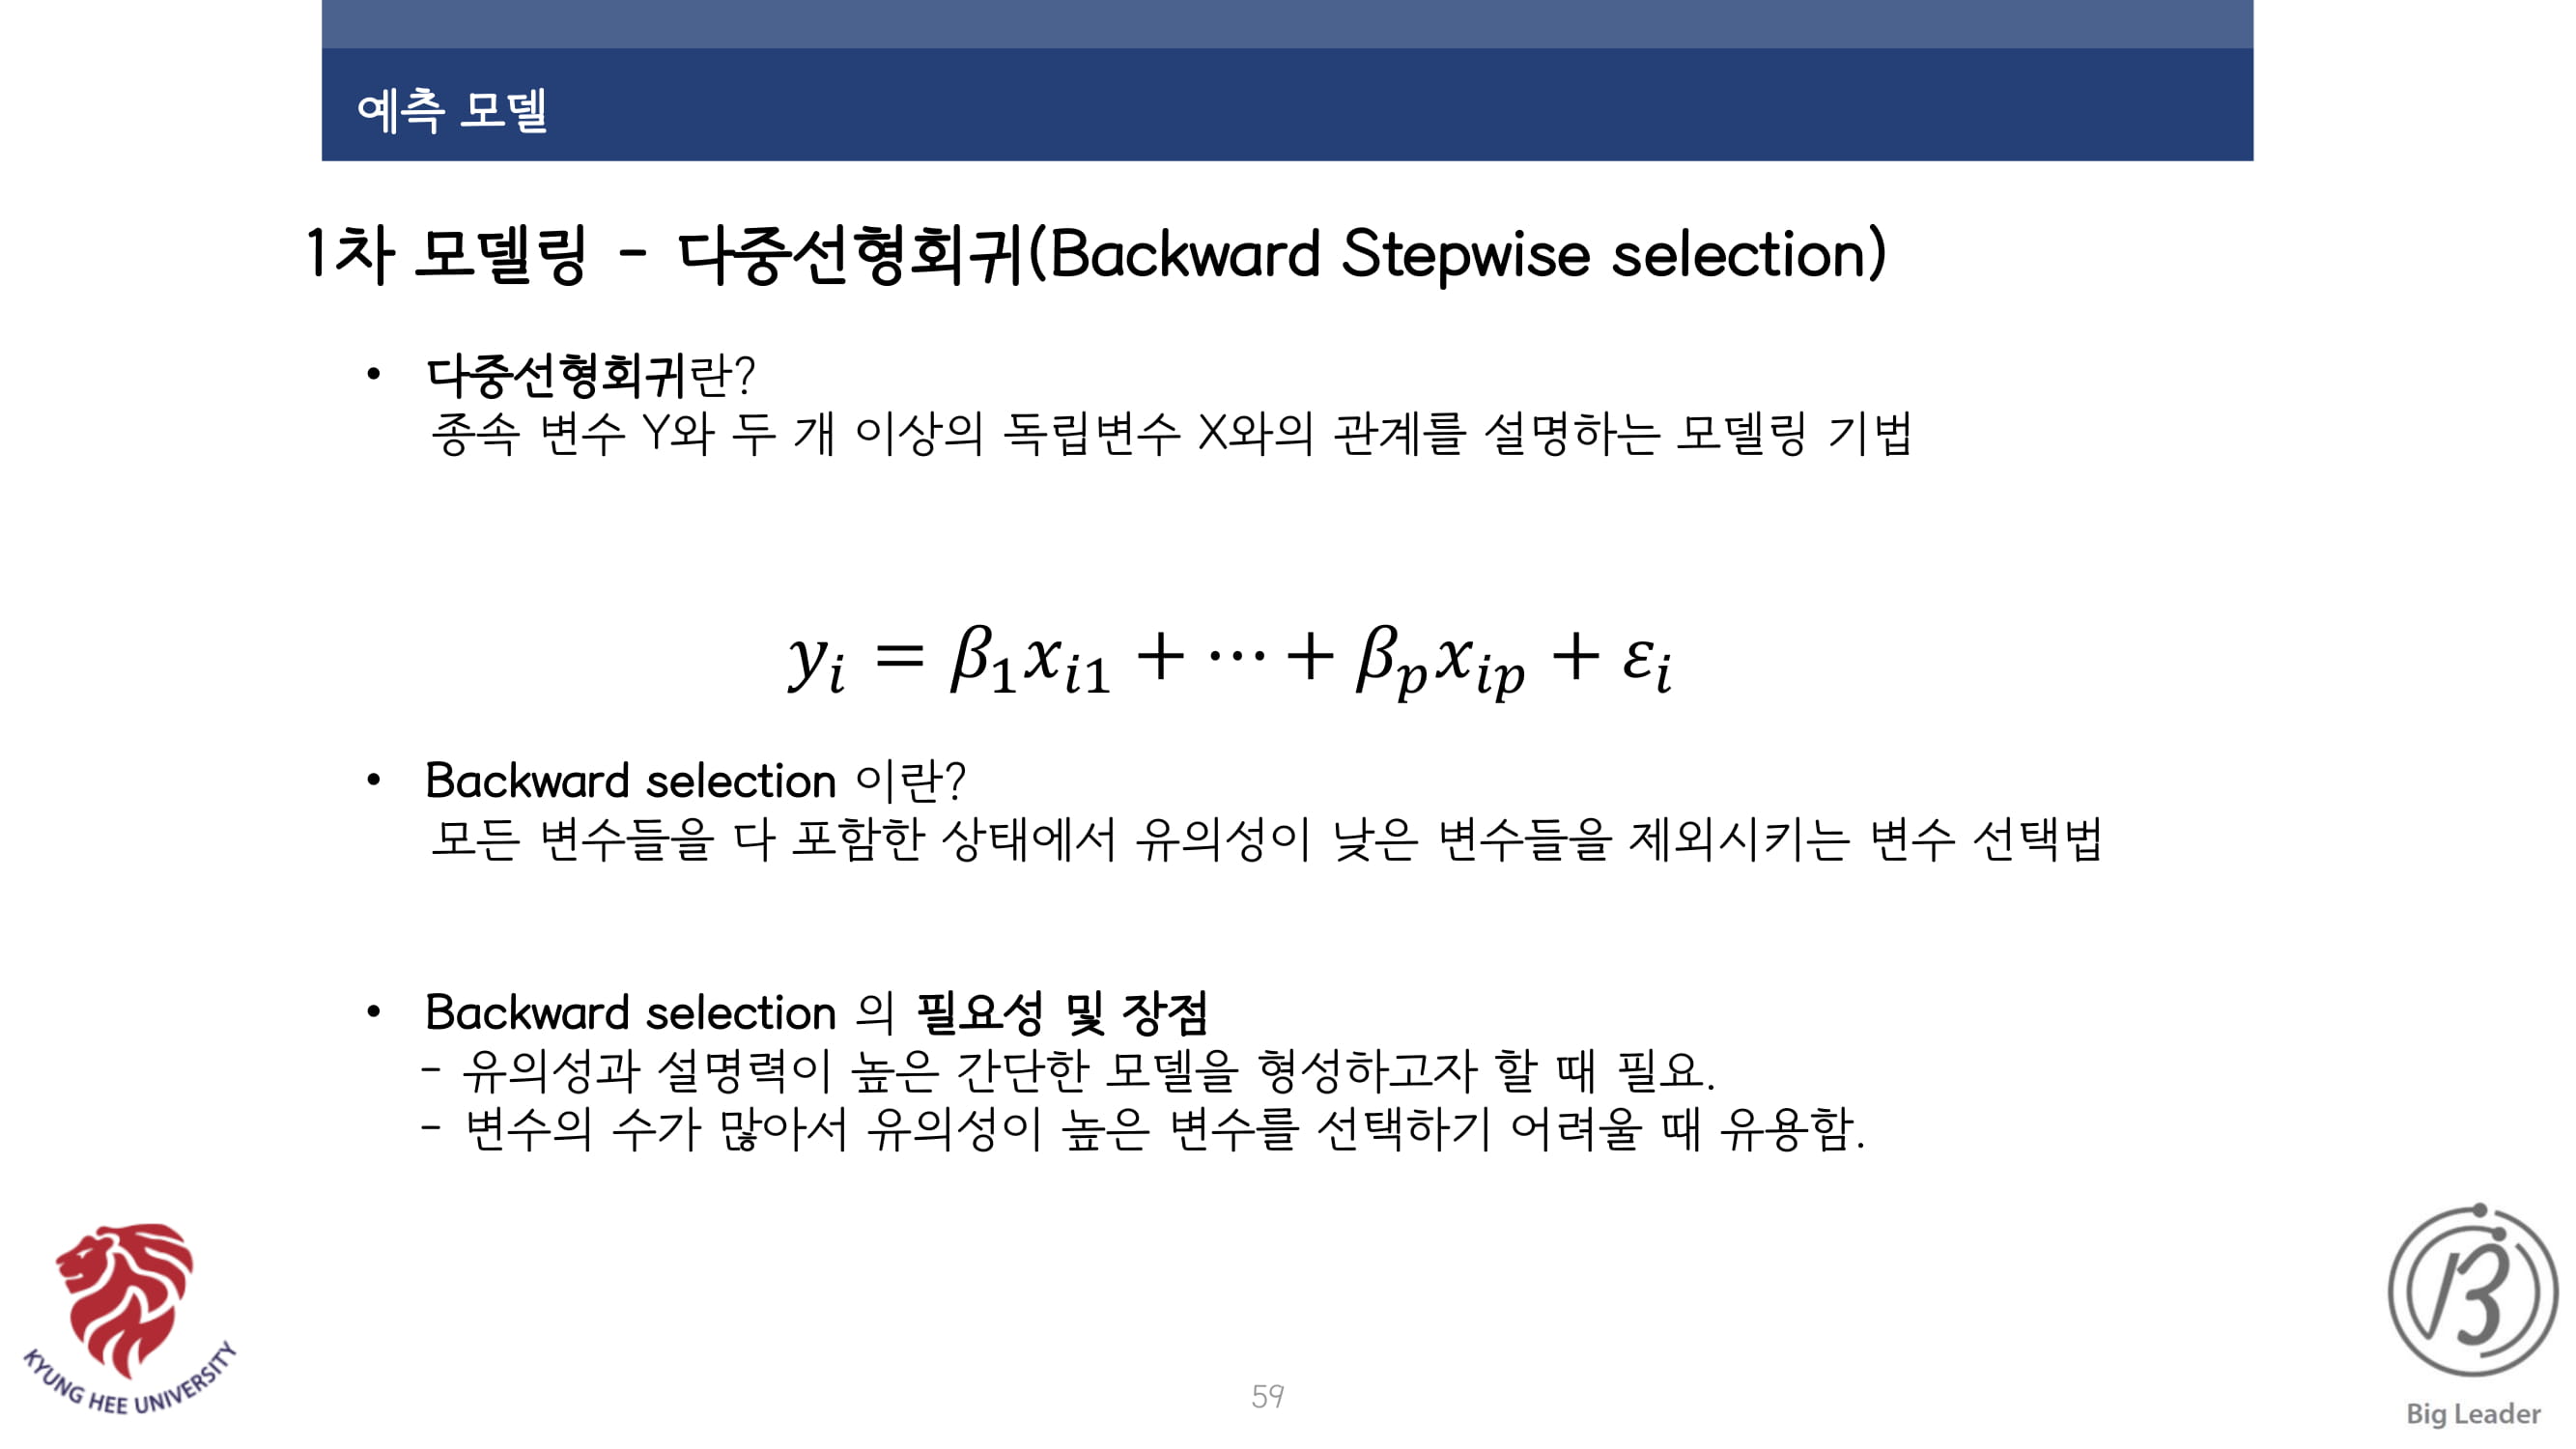 예측 모델
1차 모델링 - 다중선형회귀(Backward Stepwise selection)
• 다중선형회귀란?
종속 변수 Y와 두 개 이상의 독립변수 X와의 관계를 설명하는 모델링 기법
y_i = β_1 x_{i1} + ⋯ + β_p x_{ip} + ε_i
• Backward selection 이란?
모든 변수들을 다 포함한 상태에서 유의성이 낮은 변수들을 제외시키는 변수 선택법
• Backward selection 의 필요성 및 장점
- 유의성과 설명력이 높은 간단한 모델을 형성하고자 할 때 필요.
- 변수의 수가 많아서 유의성이 높은 변수를 선택하기 어려울 때 유용함.
KYUNG HEE UNIVERSITY
59
Big Leader